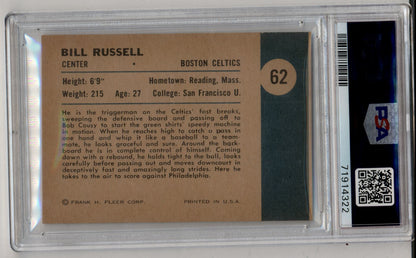 BILL RUSSELL
CENTER • BOSTON CELTICS
Height: 6'9" Hometown: Reading, Mass.
Weight: 215 Age: 27 College: San Francisco U.
He is the triggerman on the Celtics' fast breaks,
sweeping the defensive board and passing off to
Bob Cousy to start the green shirts' speedy machine
in motion. When he reaches high to catch a pass in
one hand and whip it like a baseball to a team-
mate, he looks graceful and sure. Around the back-
board he is in complete control of himself. Coming
down with a rebound, he holds tight to the ball, looks
carefully before passing out and moves downcourt in
deceptively fast and amazingly long strides. Here he
takes to the air to score against Philadelphia.
© FRANK H. FLEER CORP. PRINTED IN U.S.A.
62
PSA
71914322